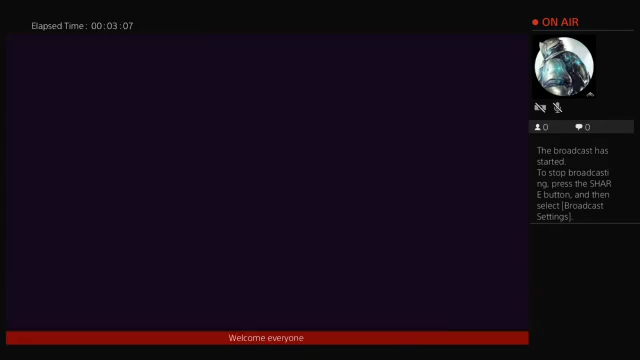 Elapsed Time : 00:03:07
ON AIR
0
0
The broadcast has
started.
To stop broadcasti
ng, press the SHAR
E button, and then
select [Broadcast
Settings].
Welcome everyone